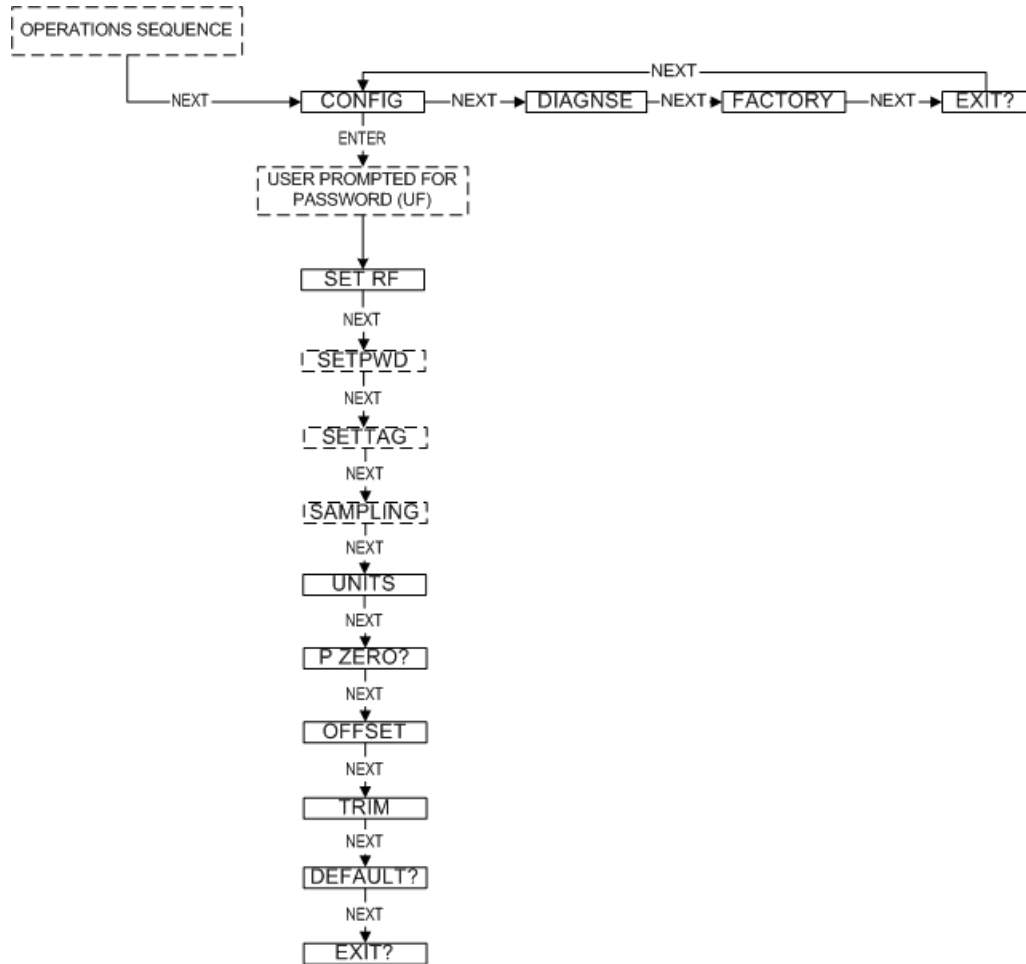 OPERATIONS SEQUENCE
NEXT
NEXT
CONFIG
NEXT
DIAGNSE
NEXT
FACTORY
NEXT
EXIT?
ENTER
USER PROMPTED FOR
PASSWORD (UF)
SET RF
NEXT
SETPWD
NEXT
SETTAG
NEXT
SAMPLING
NEXT
UNITS
NEXT
P ZERO?
NEXT
OFFSET
NEXT
TRIM
NEXT
DEFAULT?
NEXT
EXIT?